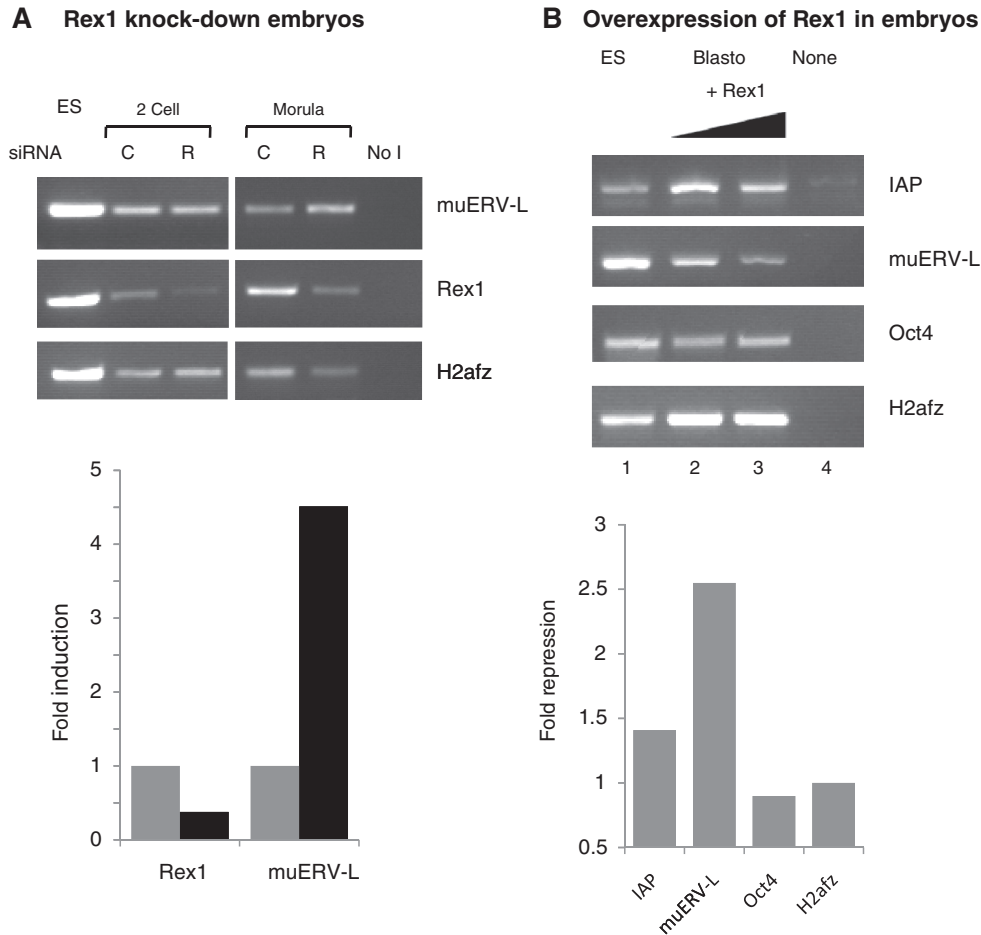 A Rex1 knock-down embryos
ES 2 Cell Morula
siRNA C R C R No I
muERV-L
Rex1
H2afz
5
4
3
2
1
0
Fold induction
Rex1 muERV-L
B Overexpression of Rex1 in embryos
ES Blasto None
+ Rex1
IAP
muERV-L
Oct4
H2afz
1 2 3 4
3
2.5
2
1.5
1
0.5
Fold repression
IAP muERV-L Oct4 H2afz